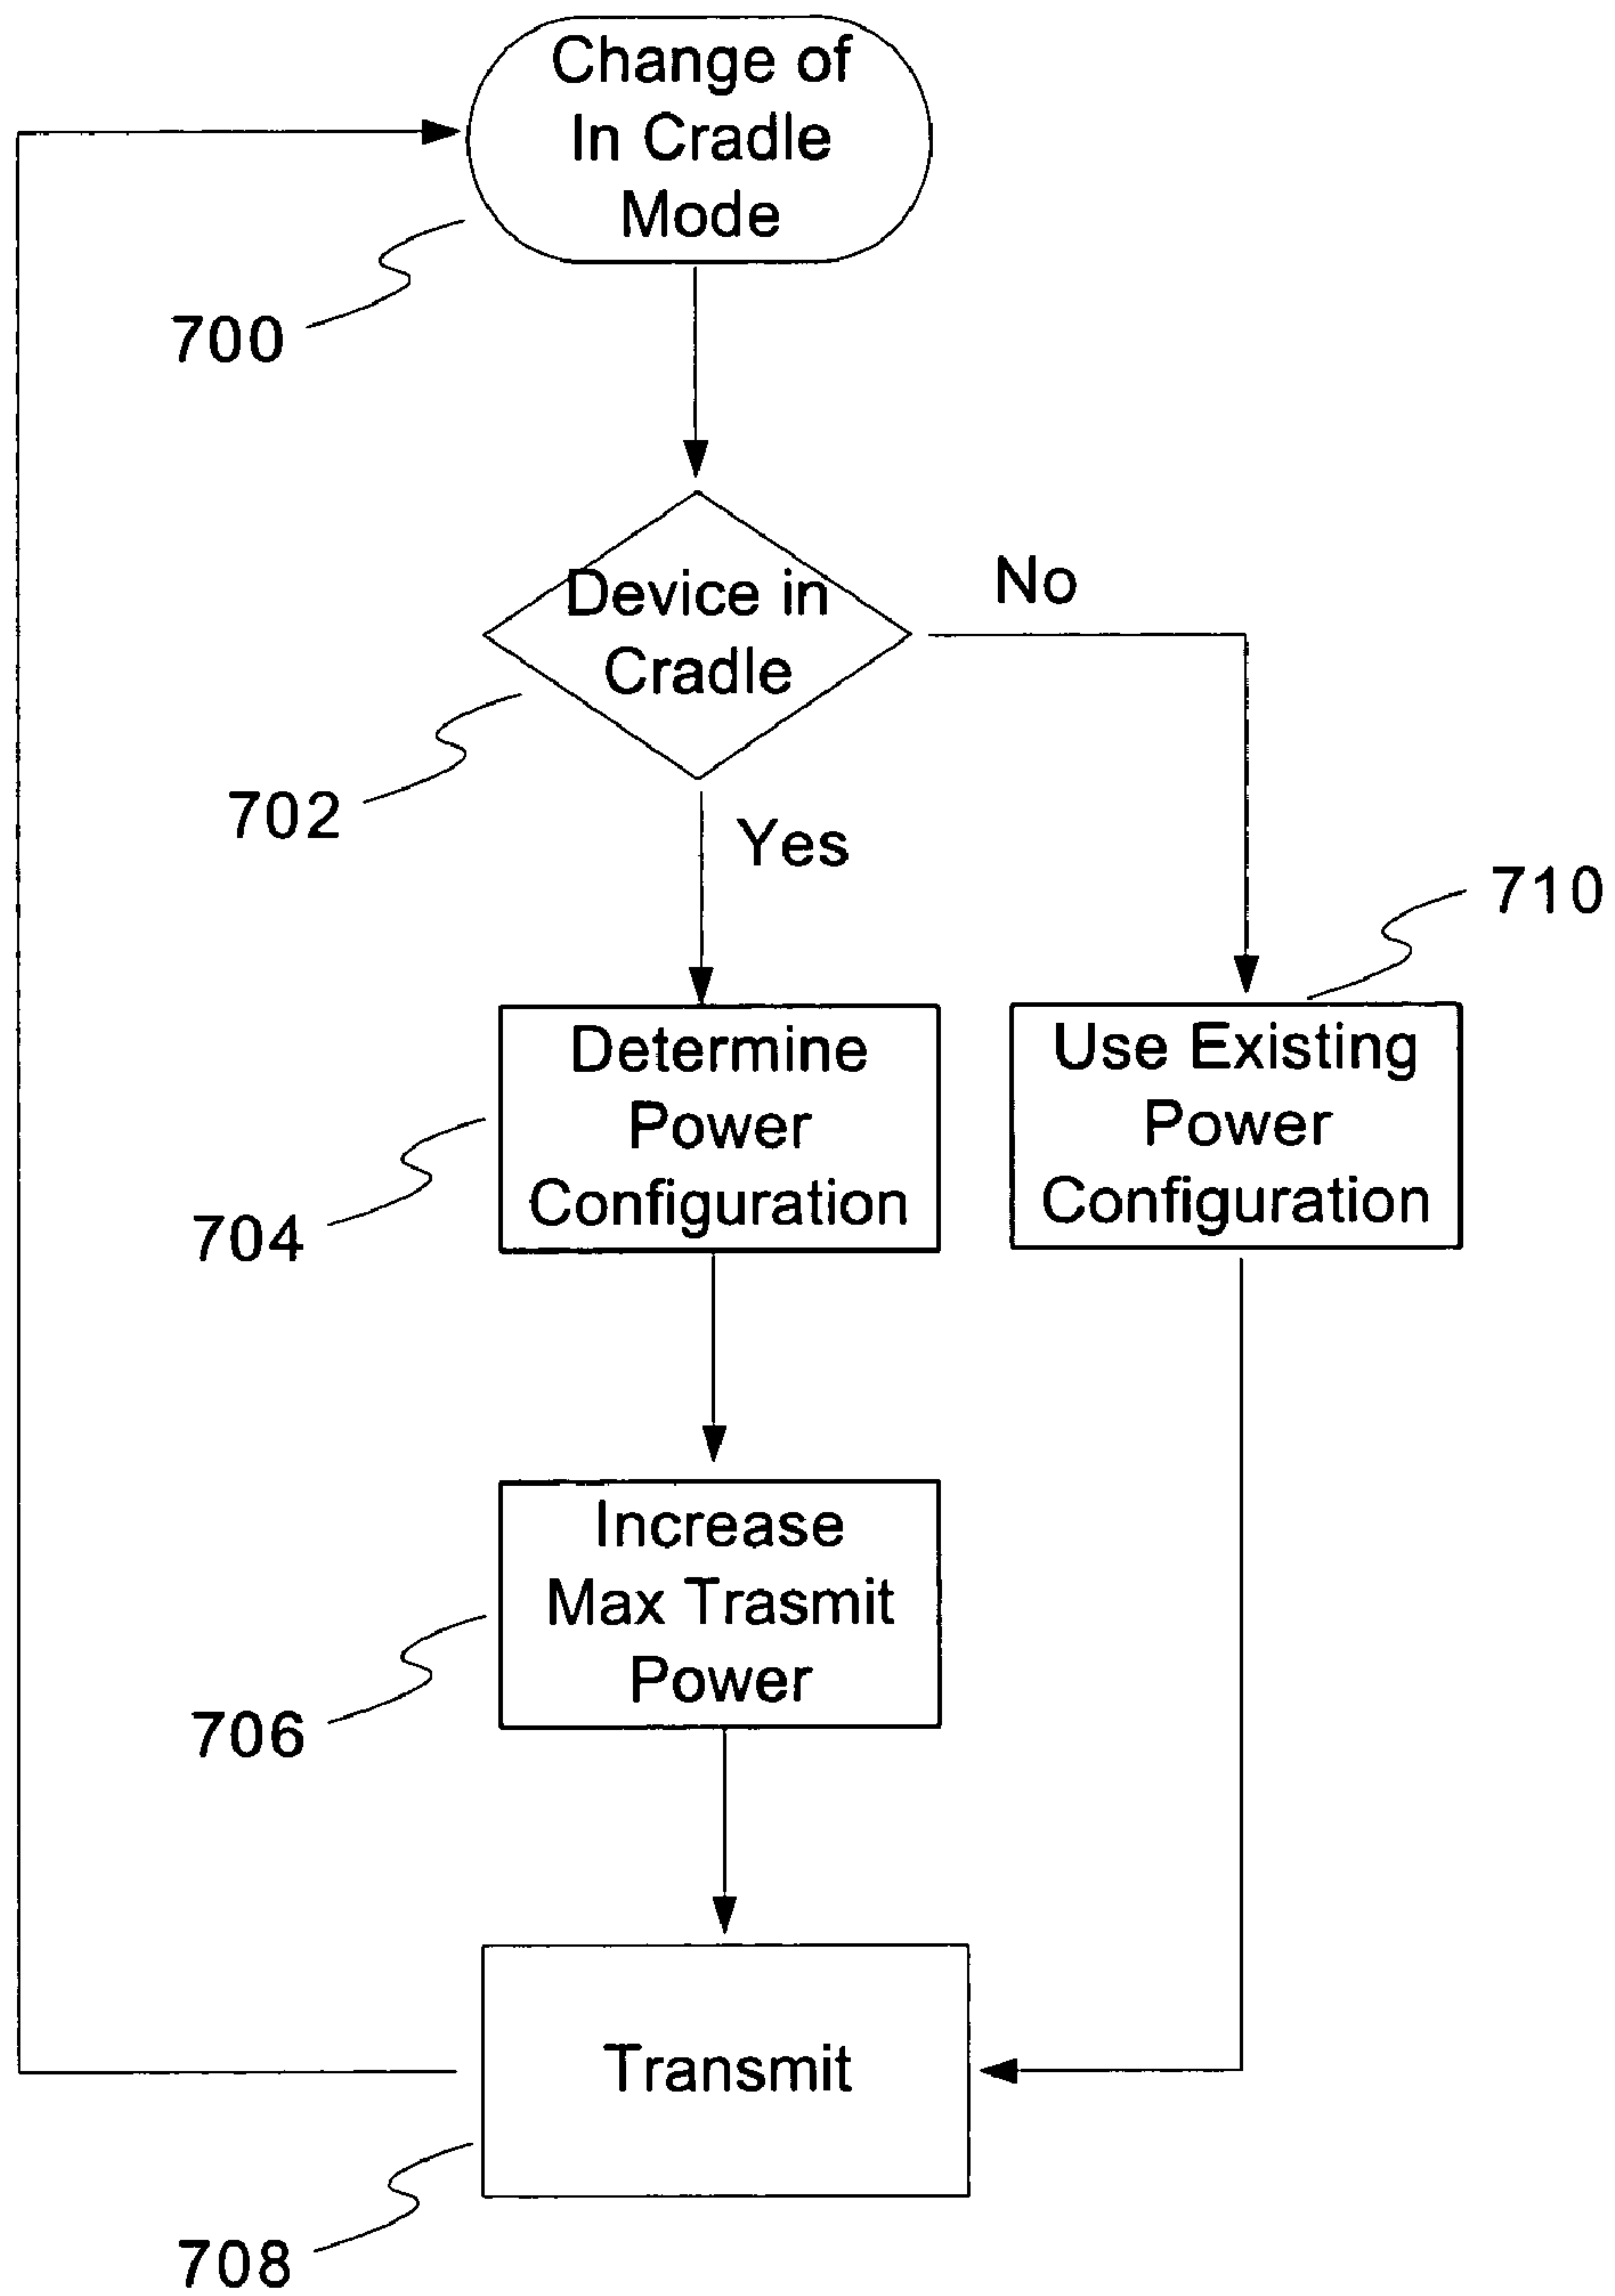 Change of
In Cradle
Mode
700
Device in
Cradle
No
702
Yes
710
Determine
Power
Configuration
Use Existing
Power
Configuration
704
Increase
Max Trasmit
Power
706
Transmit
708